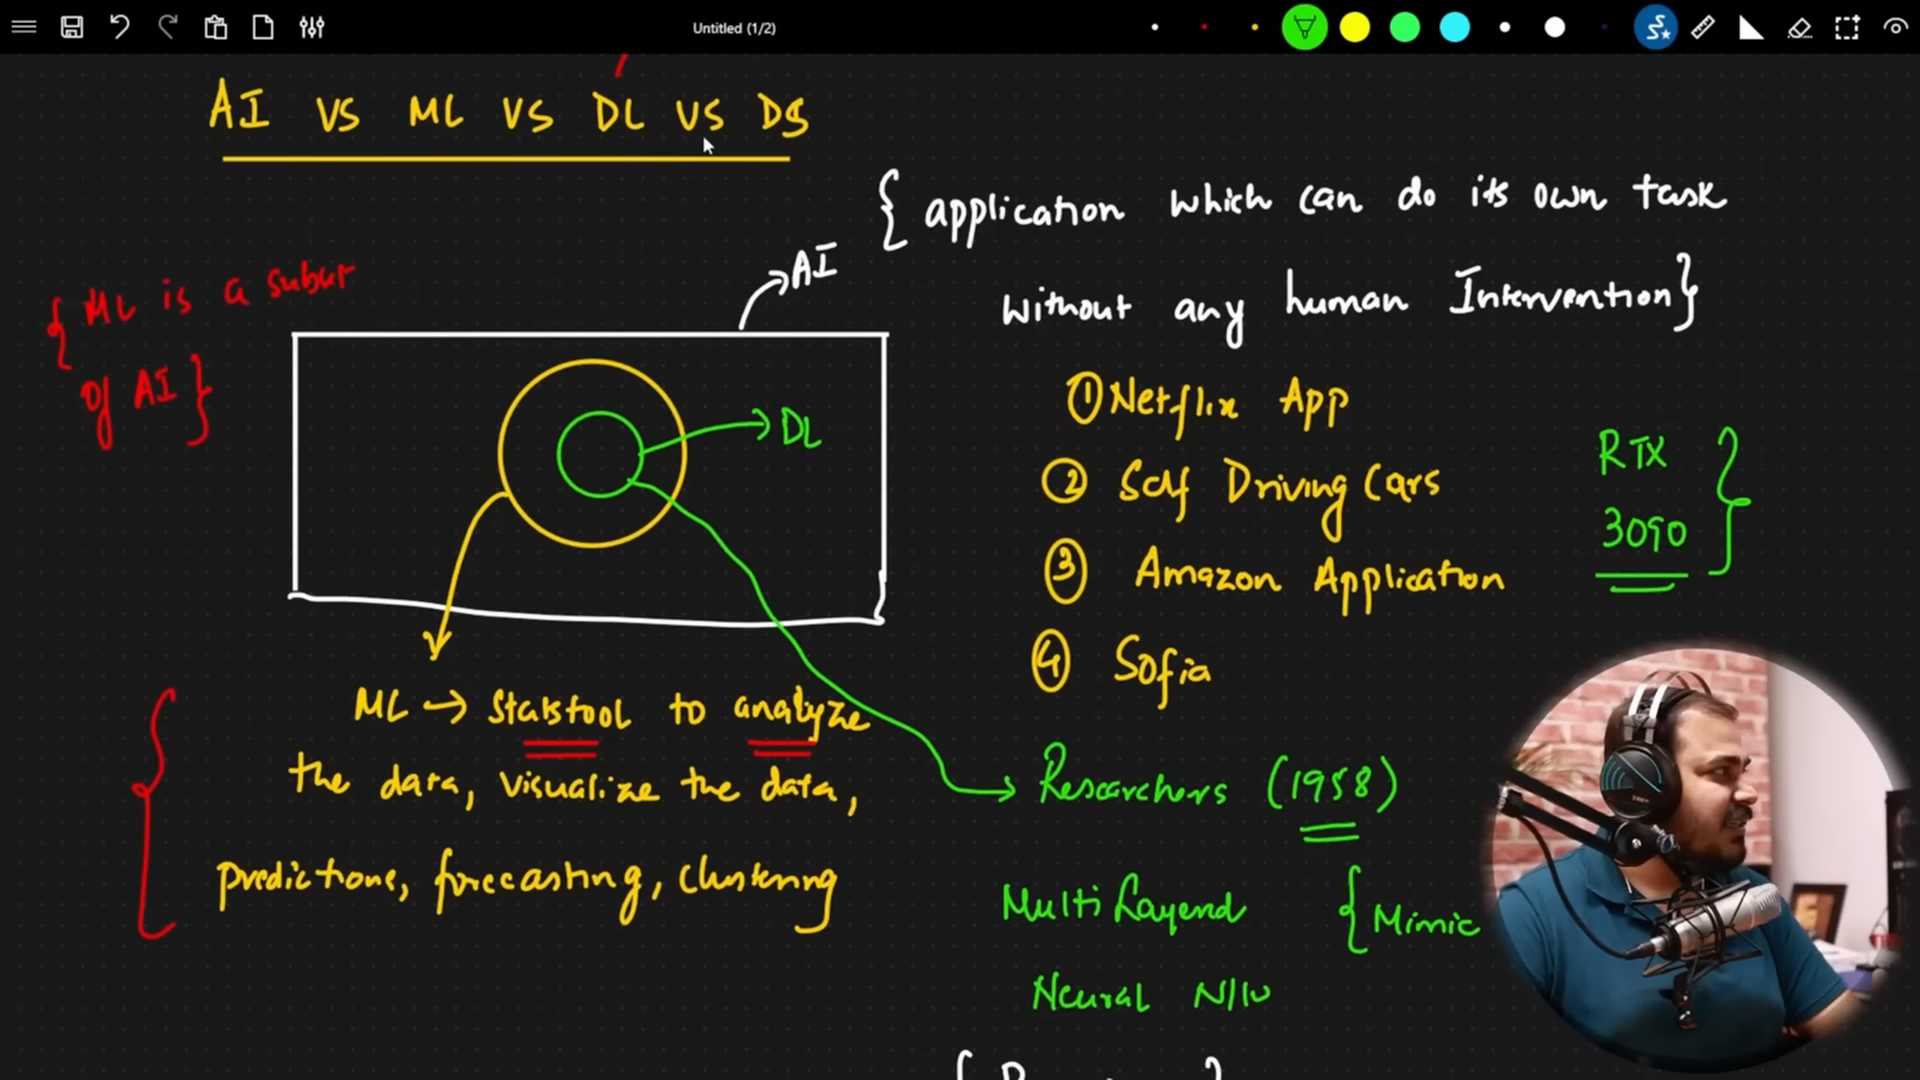 Untitled (1/2)
AI VS ML VS DL VS DS
{ application which can do its own task
without any human Intervention}
AI
{ ML is a subset
of AI }
① Netflix App
② Self Driving Cars
③ Amazon Application
④ Sofia
RTX
3090
DL
ML → Statstool to analyze
the data, visualize the data,
predictions, forecasting, clustering
Researchers (1958)
Multi Layered
Neural N/W
{ Mimic